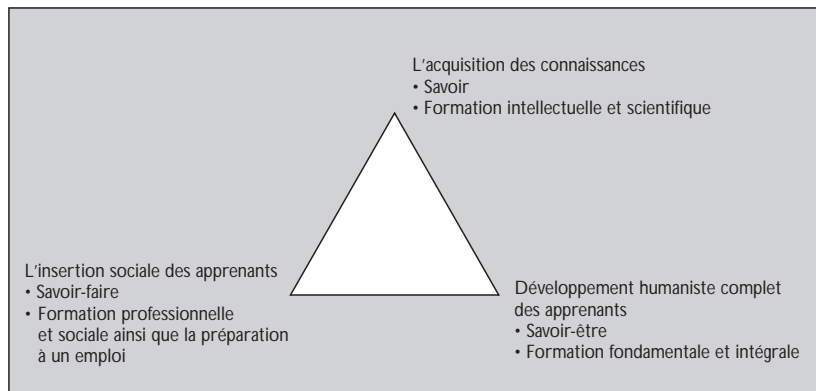 L'acquisition des connaissances
• Savoir
• Formation intellectuelle et scientifique
L'insertion sociale des apprenants
• Savoir-faire
• Formation professionnelle
et sociale ainsi que la préparation
à un emploi
Développement humaniste complet
des apprenants
• Savoir-être
• Formation fondamentale et intégrale